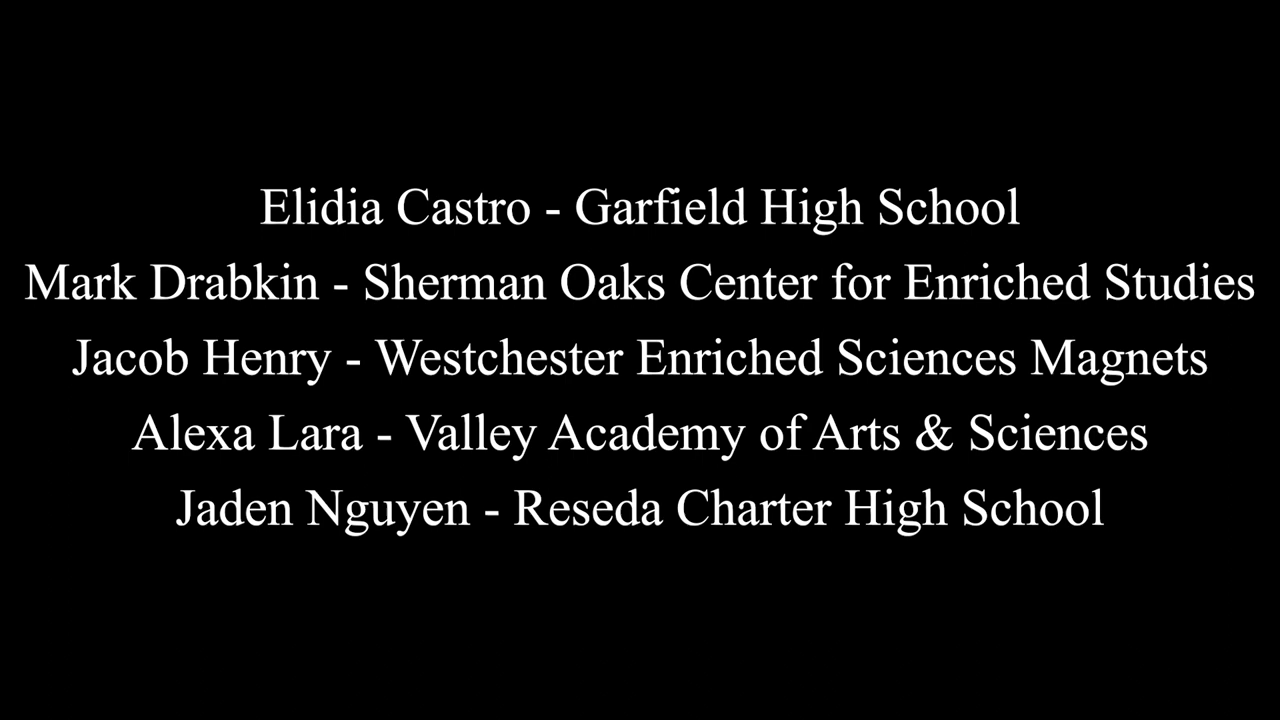 Elidia Castro - Garfield High School
Mark Drabkin - Sherman Oaks Center for Enriched Studies
Jacob Henry - Westchester Enriched Sciences Magnets
Alexa Lara - Valley Academy of Arts & Sciences
Jaden Nguyen - Reseda Charter High School